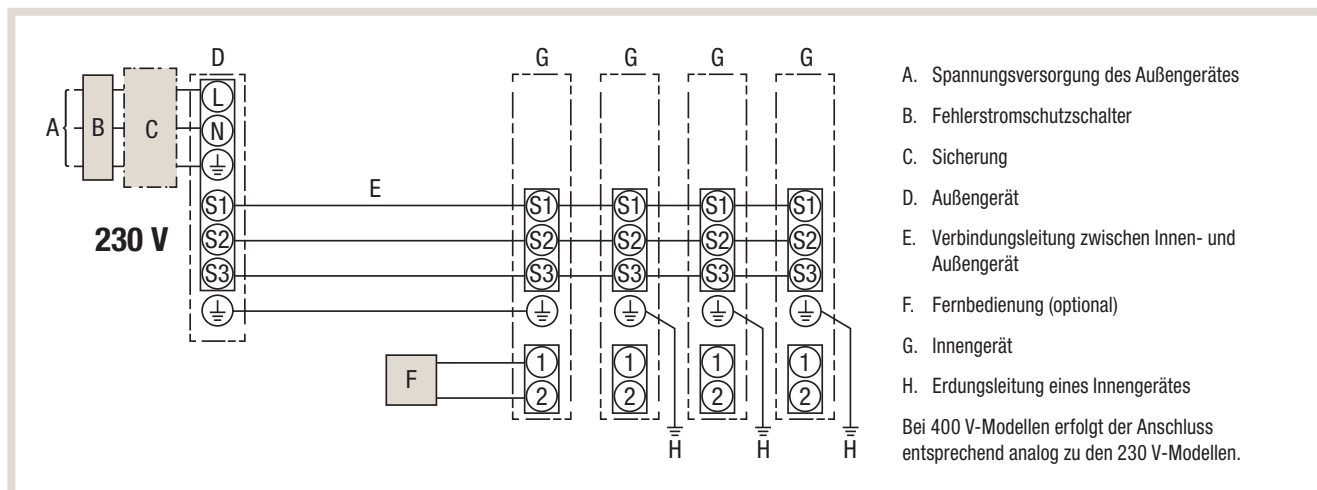 D
G
G
G
G
A
B
C
L
N
S1
S2
S3
230 V
E
S1
S2
S3
S1
S2
S3
S1
S2
S3
S1
S2
S3
F
1
2
1
2
1
2
1
2
H
H
H
A. Spannungsversorgung des Außengerätes
B. Fehlerstromschutzschalter
C. Sicherung
D. Außengerät
E. Verbindungsleitung zwischen Innen- und
Außengerät
F. Fernbedienung (optional)
G. Innengerät
H. Erdungsleitung eines Innengerätes
Bei 400 V-Modellen erfolgt der Anschluss
entsprechend analog zu den 230 V-Modellen.